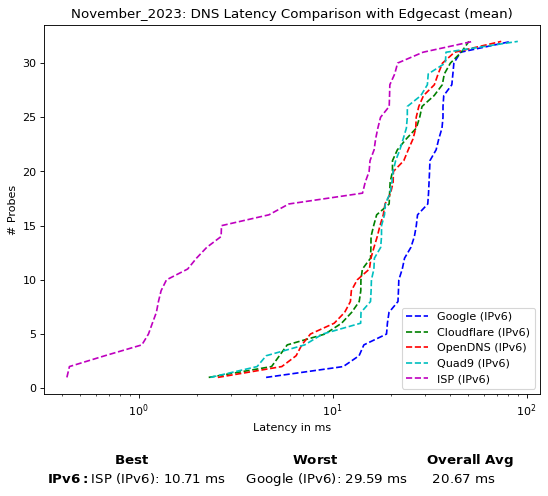 November_2023: DNS Latency Comparison with Edgecast (mean)
# Probes
30
25
20
15
10
5
0
Google (IPv6)
Cloudflare (IPv6)
OpenDNS (IPv6)
Quad9 (IPv6)
ISP (IPv6)
10⁰ 10¹ 10²
Latency in ms
Best Worst Overall Avg
IPv6: ISP (IPv6): 10.71 ms Google (IPv6): 29.59 ms 20.67 ms